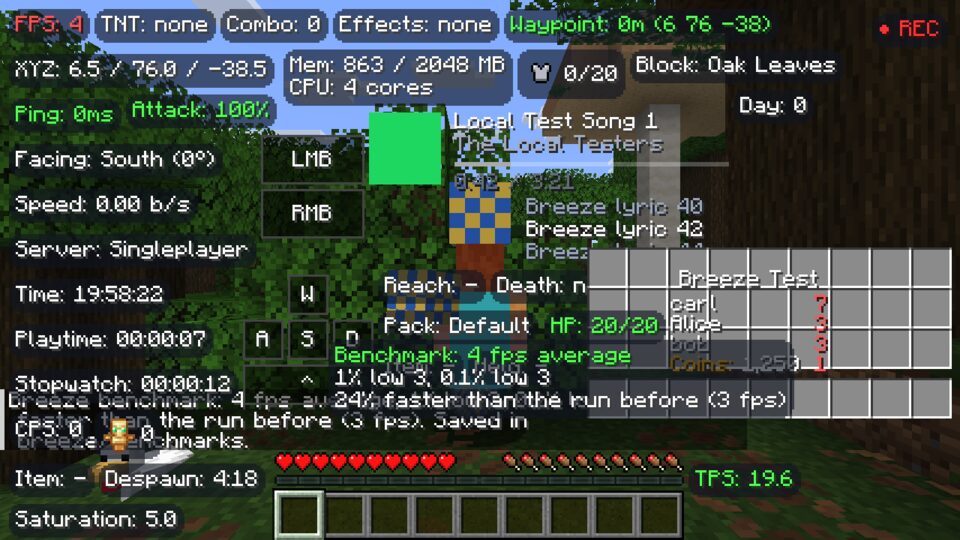 FPS: 4 TNT: none Combo: 0 Effects: none Waypoint: 0m (6 76 -38) ● REC
XYZ: 6.5 / 76.0 / -38.5 Mem: 863 / 2048 MB 0/20 Block: Oak Leaves
CPU: 4 cores
Ping: 0ms Attack: 100% Day: 0
Local Test Song 1
The Local Testers
Facing: South (0°) LMB
0:42 3:21
Speed: 0.00 b/s RMB Breeze lyric 40
Breeze lyric 42
Server: Singleplayer Breeze
Breeze Test
Time: 19:58:22 W Reach: - Death: n
carl 7
Pack: Default HP: 20/20 Alice 3
Playtime: 00:00:07 A S D bob 3
Benchmark: 4 fps average Coins: 1,250 1
1% low 3, 0.1% low 3
Stopwatch: 00:00:12 ^
24% faster than the run before (3 fps)
Breeze benchmark: 4 fps
CPS: 0 0 than the run before (3 fps). Saved in
benchmarks.
Item: - Despawn: 4:18 TPS: 19.6
Saturation: 5.0